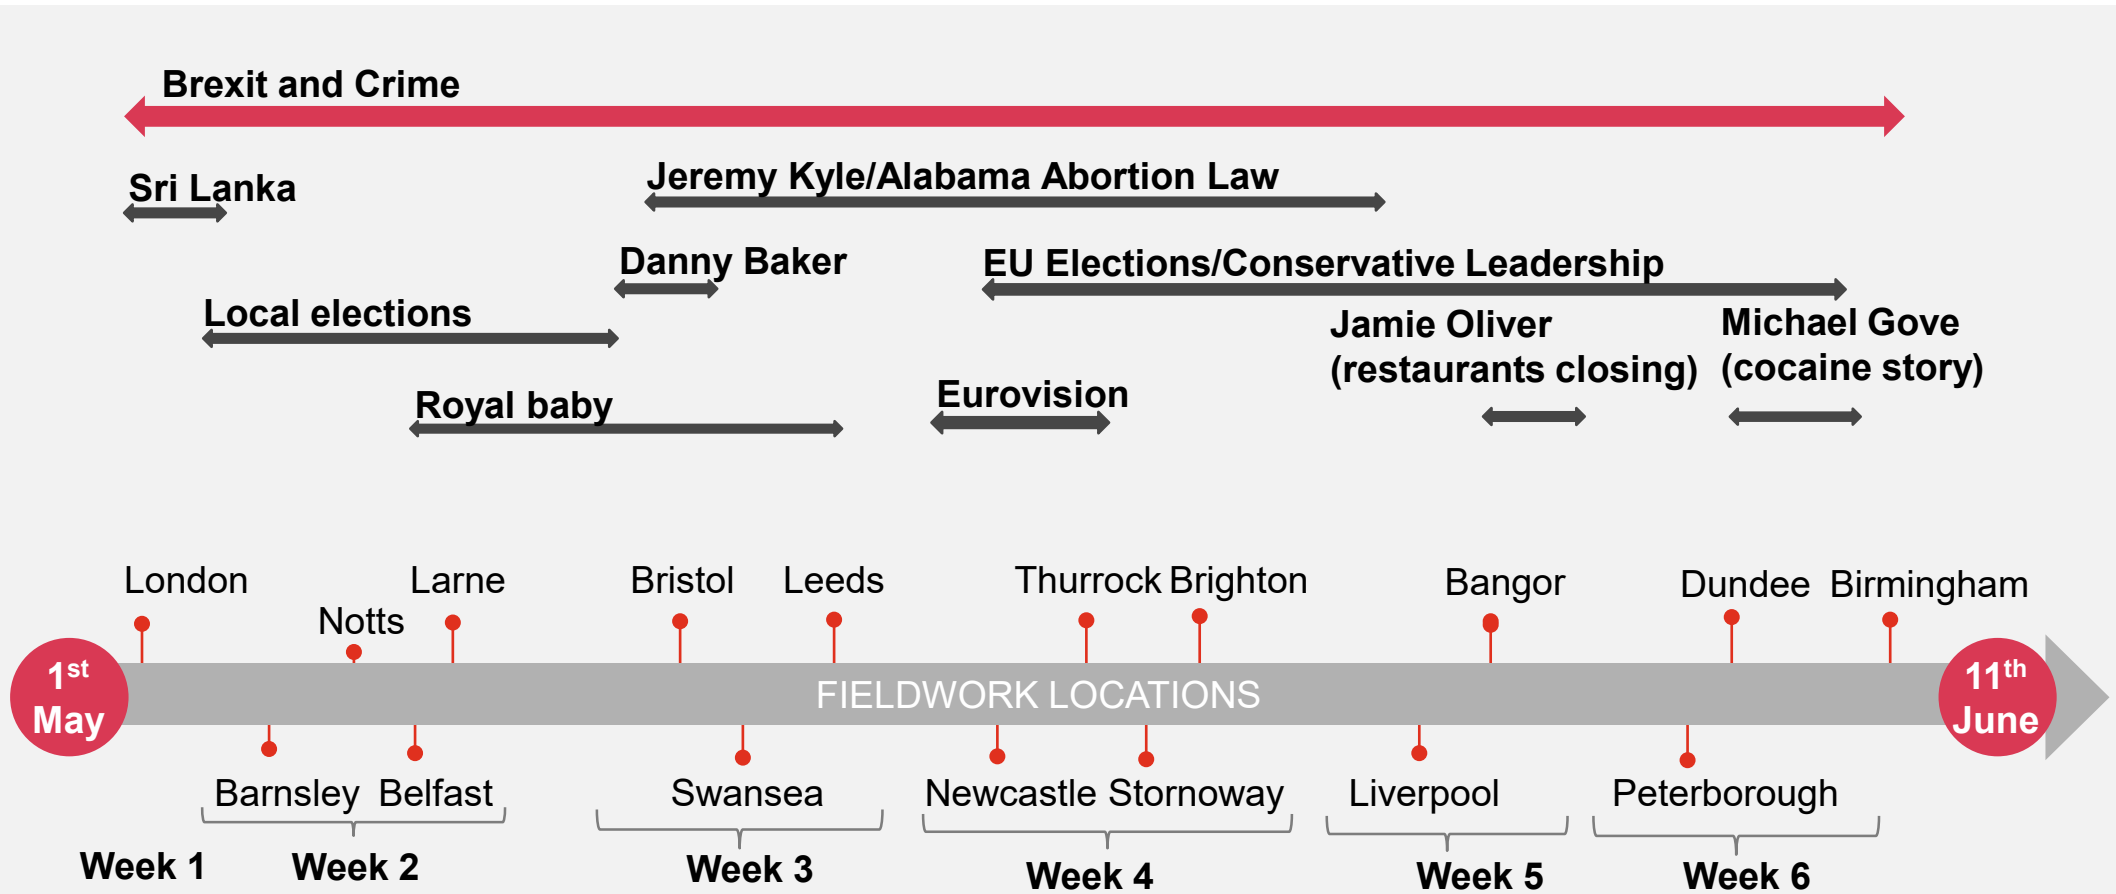 Brexit and Crime
Sri Lanka
Jeremy Kyle/Alabama Abortion Law
Danny Baker
EU Elections/Conservative Leadership
Local elections
Jamie Oliver
(restaurants closing)
Michael Gove
(cocaine story)
Royal baby
Eurovision
London
Notts
Larne
Bristol
Leeds
Thurrock
Brighton
Bangor
Dundee
Birmingham
1st
May
FIELDWORK LOCATIONS
11th
June
Barnsley
Belfast
Swansea
Newcastle
Stornoway
Liverpool
Peterborough
Week 1
Week 2
Week 3
Week 4
Week 5
Week 6